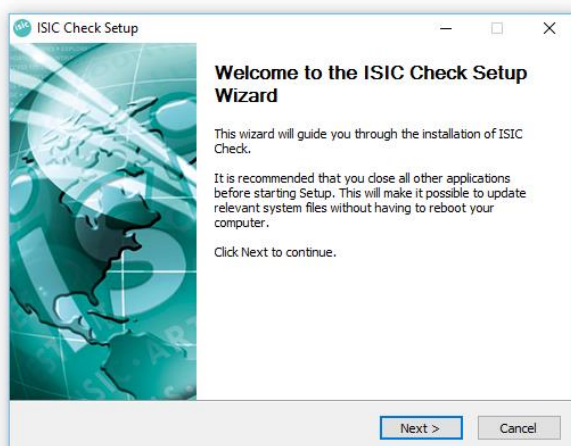 ISIC Check Setup
Welcome to the ISIC Check Setup
Wizard
This wizard will guide you through the installation of ISIC
Check.
It is recommended that you close all other applications
before starting Setup. This will make it possible to update
relevant system files without having to reboot your
computer.
Click Next to continue.
Next >
Cancel